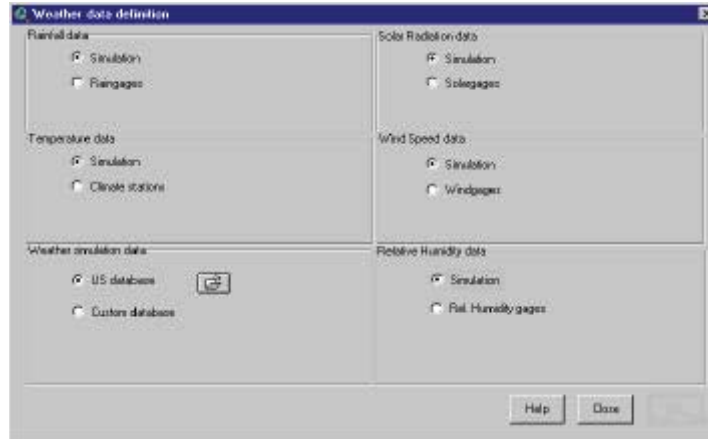 Weather data definition
Rainfall data
Simulation
Raingages
Solar Radiation data
Simulation
Solargages
Temperature data
Simulation
Climate stations
Wind Speed data
Simulation
Windgages
Weather simulation data
US database
Custom database
Relative Humidity data
Simulation
Rel. Humidity gages
Help
Close